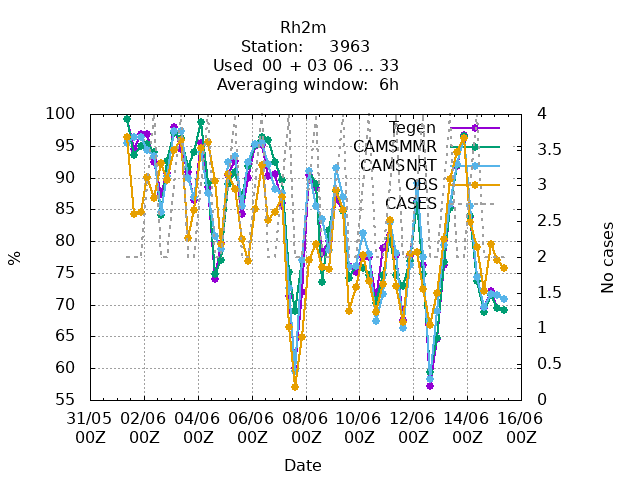 Rh2m
Station: 3963
Used 00 + 03 06 ... 33
Averaging window: 6h
100
95
90
85
80
75
70
65
60
55
4
3.5
3
2.5
2
1.5
1
0.5
0
%
No cases
Tegen
CAMSMMR
CAMSNRT
OBS
CASES
31/05 02/06 04/06 06/06 08/06 10/06 12/06 14/06 16/06
00Z 00Z 00Z 00Z 00Z 00Z 00Z 00Z 00Z
Date